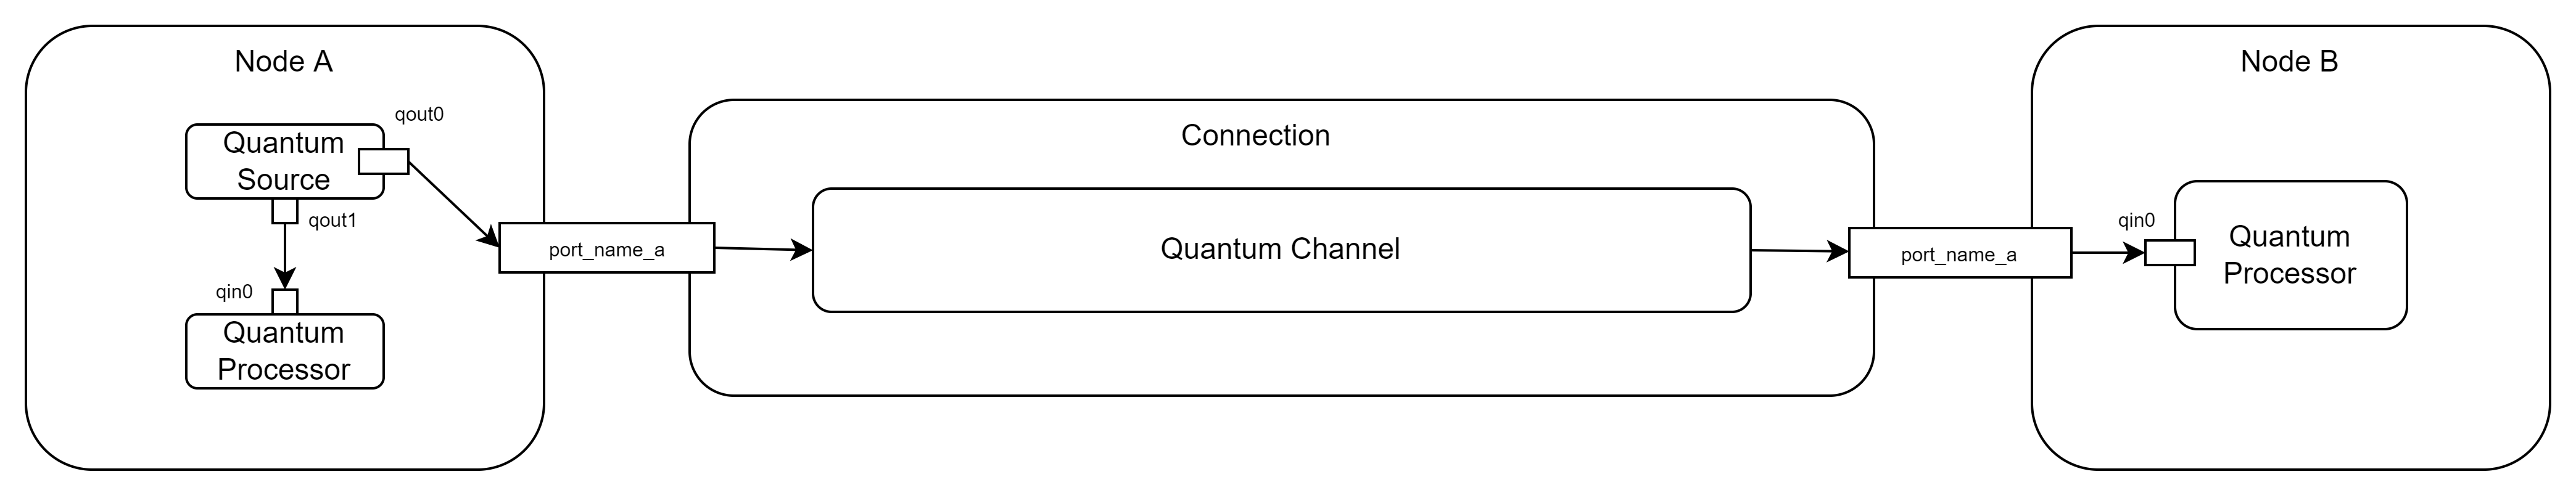 Node A
qout0
Quantum
Source
qout1
qin0
Quantum
Processor
port_name_a
Connection
Quantum Channel
port_name_a
Node B
qin0
Quantum
Processor